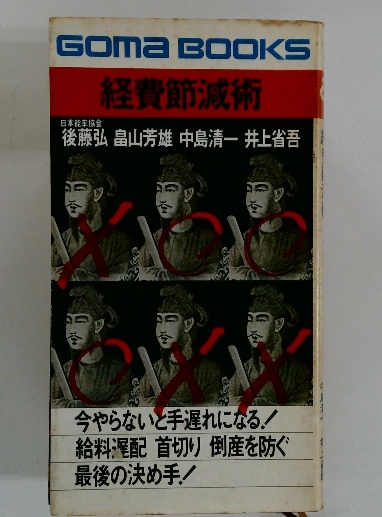 GOMA BOOKS
経費節減術
日本能率協会
後藤弘 畠山芳雄 中島清一 井上省吾
今やらないと手遅れになる!
給料遅配 首切り 倒産を防ぐ
最後の決め手!